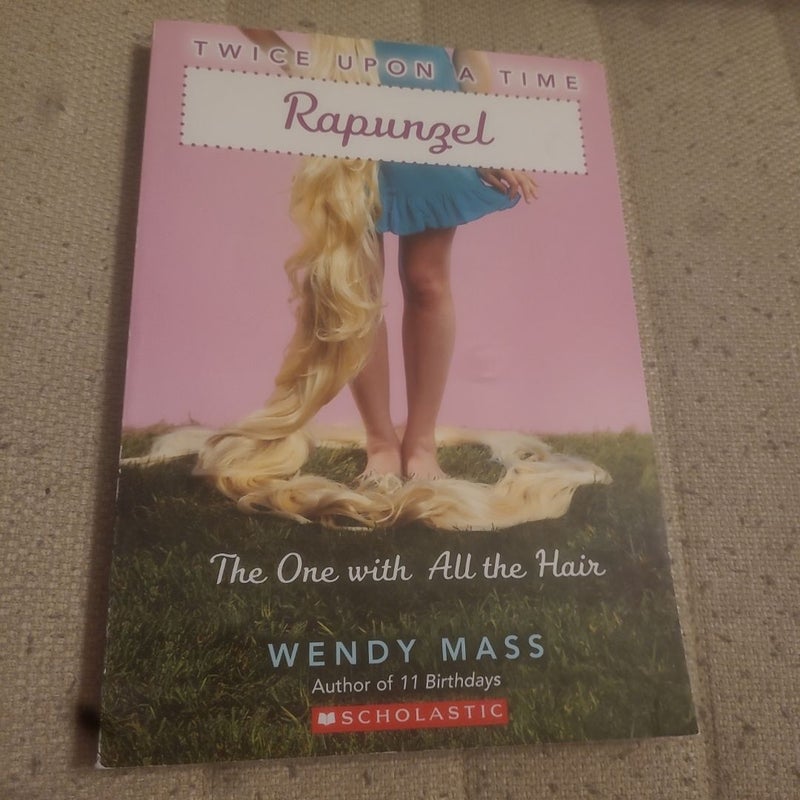 TWICE UPON A TIME
Rapunzel
The One with All the Hair
WENDY MASS
Author of 11 Birthdays
SCHOLASTIC